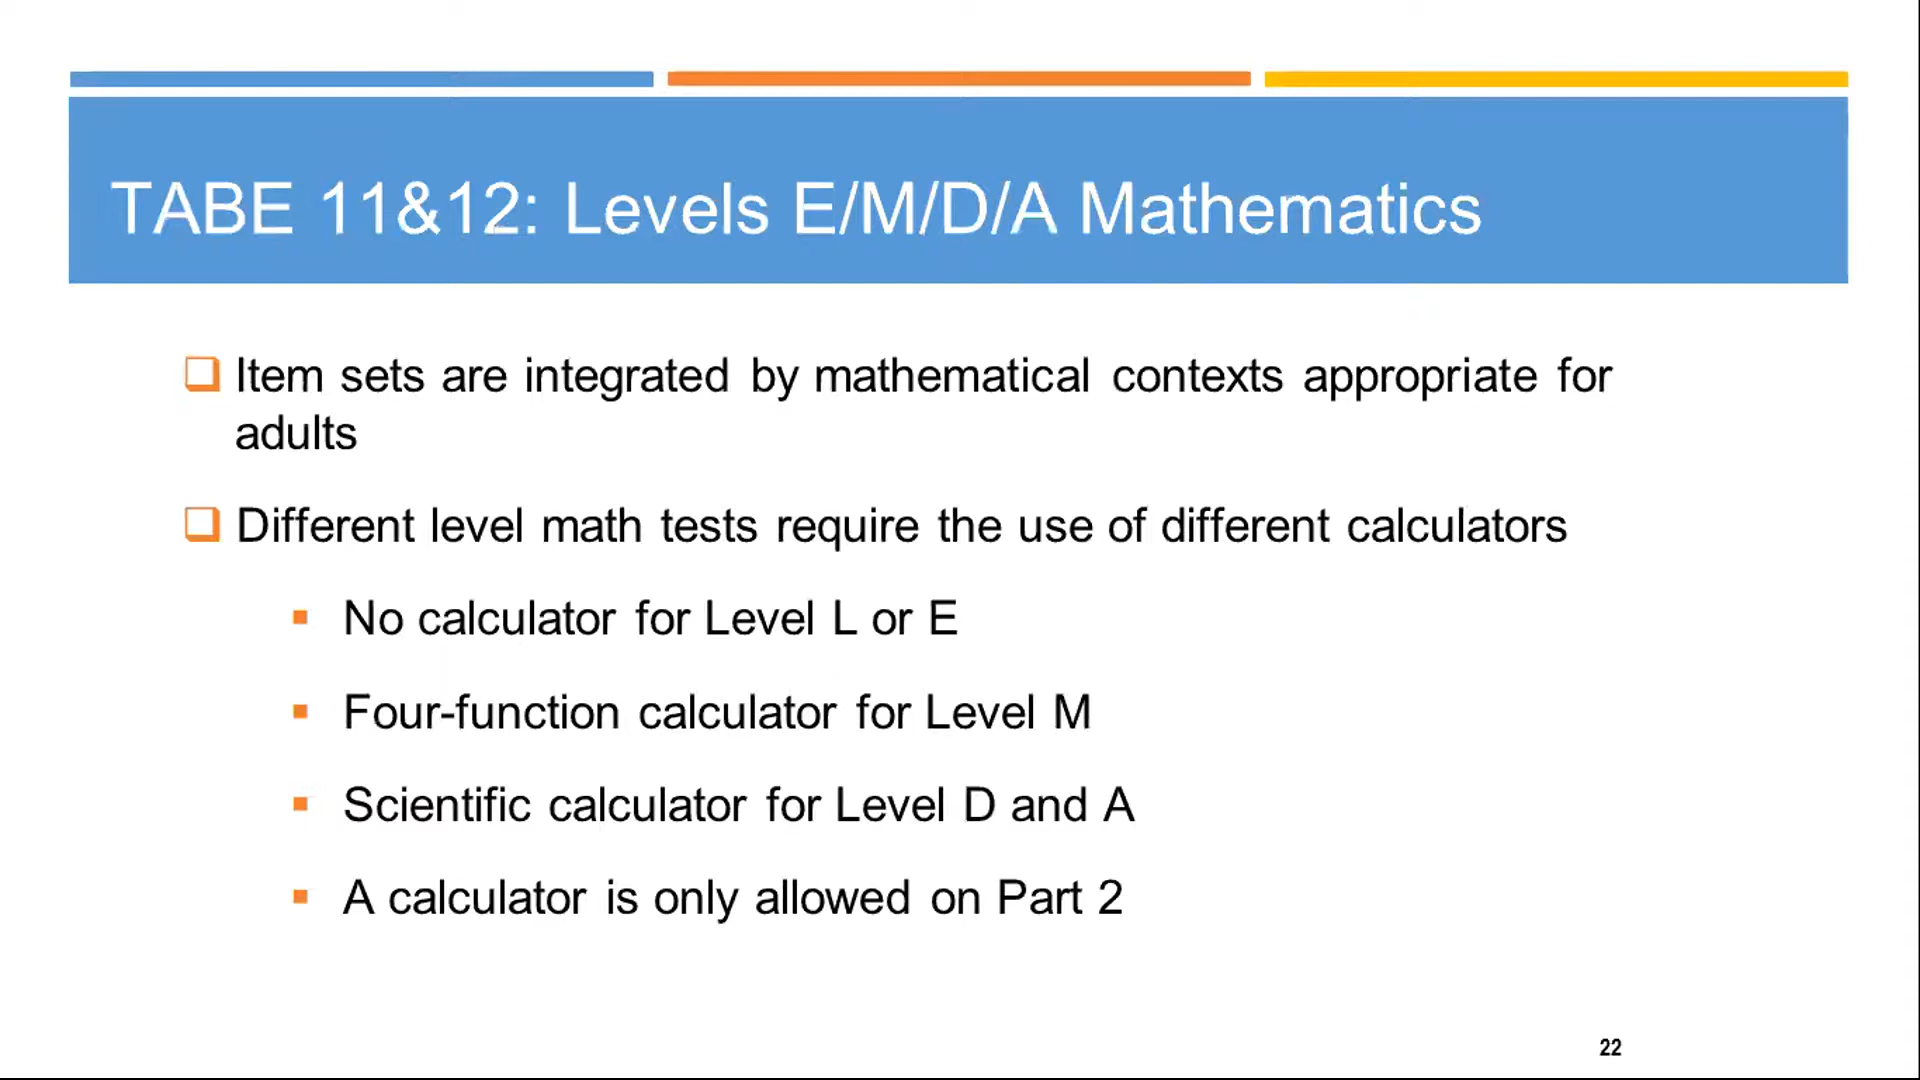 TABE 11&12: Levels E/M/D/A Mathematics
Item sets are integrated by mathematical contexts appropriate for
adults
Different level math tests require the use of different calculators
No calculator for Level L or E
Four-function calculator for Level M
Scientific calculator for Level D and A
A calculator is only allowed on Part 2
22